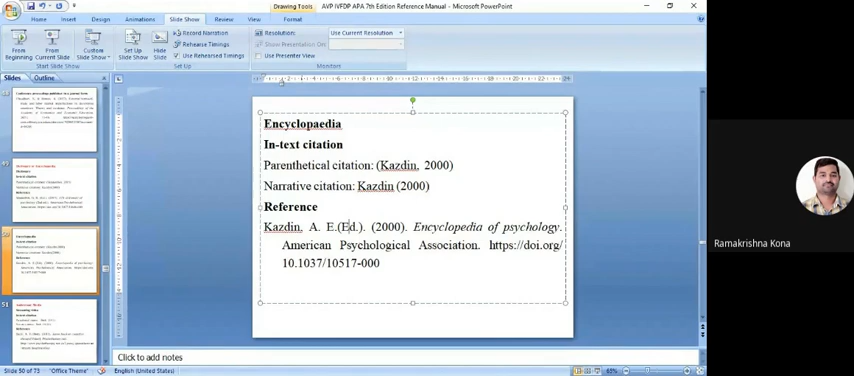 Drawing Tools
AVP IVFDP APA 7th Edition Reference Manual - Microsoft PowerPoint
Home Insert Design Animations Slide Show Review View Format
From Beginning
From Current Slide
Custom Slide Show
Start Slide Show
Set Up Slide Show
Hide Slide
Record Narration
Rehearse Timings
Use Rehearsed Timings
Set Up
Resolution: Use Current Resolution
Show Presentation On:
Use Presenter View
Monitors
Slides Outline
51
Encyclopaedia
In-text citation
Parenthetical citation: (Kazdin, 2000)
Narrative citation: Kazdin (2000)
Reference
Kazdin, A. E.(Ed.). (2000). Encyclopedia of psychology.
American Psychological Association. https://doi.org/
10.1037/10517-000
Ramakrishna Kona
Click to add notes
Slide 50 of 73 "Office Theme" English (United States) 65%